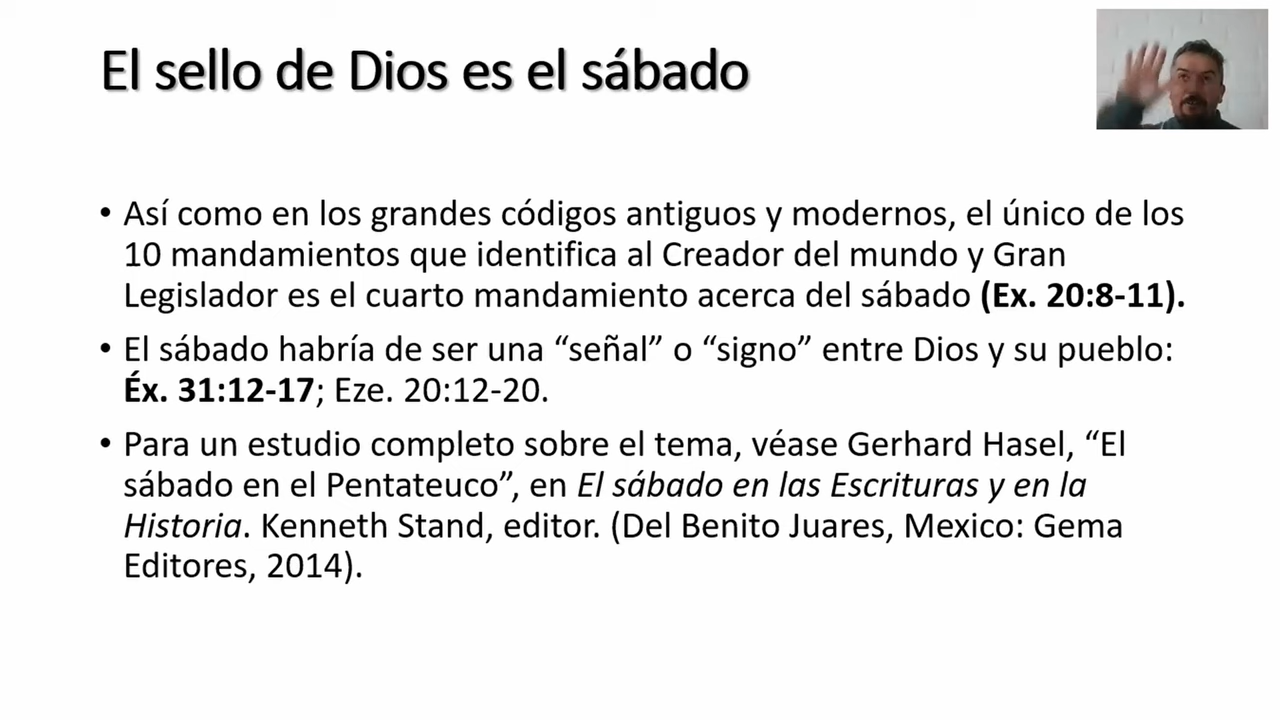 El sello de Dios es el sábado
• Así como en los grandes códigos antiguos y modernos, el único de los
10 mandamientos que identifica al Creador del mundo y Gran
Legislador es el cuarto mandamiento acerca del sábado (Ex. 20:8-11).
• El sábado habría de ser una “señal” o “signo” entre Dios y su pueblo:
Éx. 31:12-17; Eze. 20:12-20.
• Para un estudio completo sobre el tema, véase Gerhard Hasel, “El
sábado en el Pentateuco”, en El sábado en las Escrituras y en la
Historia. Kenneth Stand, editor. (Del Benito Juares, Mexico: Gema
Editores, 2014).